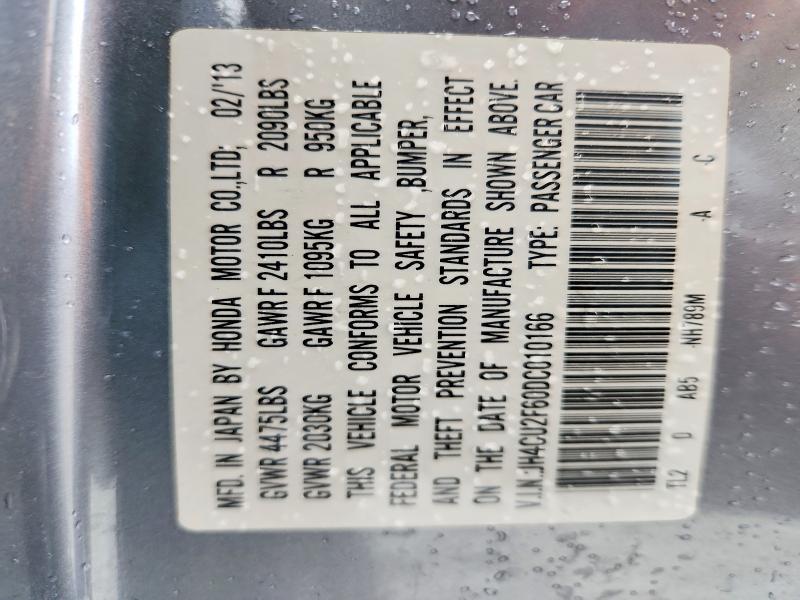 MFD. IN JAPAN BY HONDA MOTOR CO.,LTD; 02/'13
GVWR 4475LBS GAWR F 2410LBS R 2090LBS
GVWR 2030KG GAWR F 1095KG R 950KG
THIS VEHICLE CONFORMS TO ALL APPLICABLE
FEDERAL MOTOR VEHICLE SAFETY ,BUMPER,
AND THEFT PREVENTION STANDARDS IN EFFECT
ON THE DATE OF MANUFACTURE SHOWN ABOVE.
V.I.N.:JH4CU2F60DC010166 TYPE: PASSENGER CAR
TL2 0 AB5 NH789M -A -C